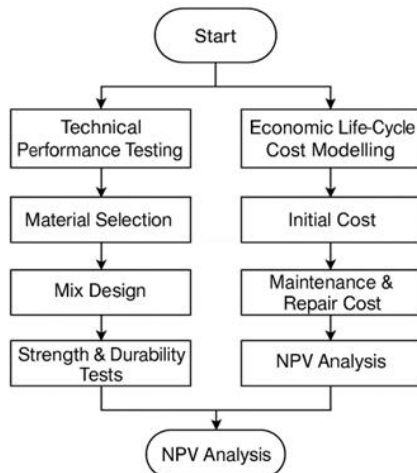 Start
Technical
Performance Testing
Material Selection
Mix Design
Strength & Durability
Tests
Economic Life-Cycle
Cost Modelling
Initial Cost
Maintenance &
Repair Cost
NPV Analysis
NPV Analysis